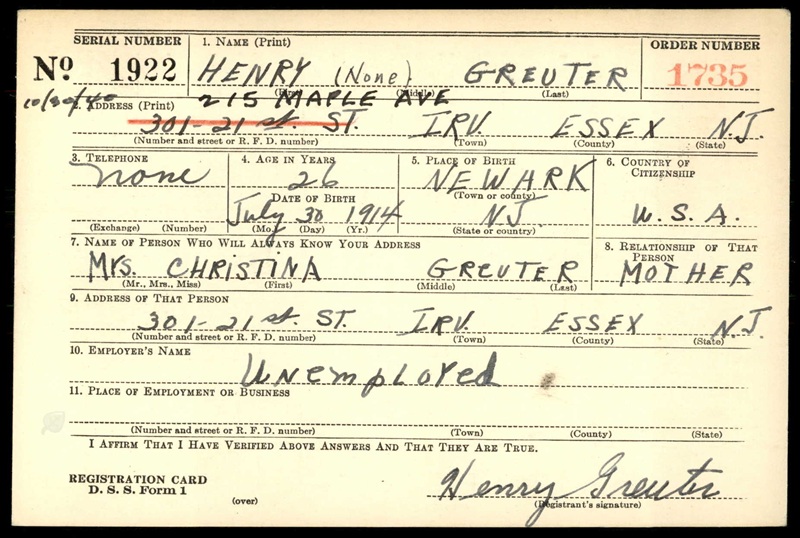 SERIAL NUMBER
1. NAME (Print)
ORDER NUMBER
No 1922
HENRY (None) GREUTER
1735
(First) (Middle) (Last)
10/30/40
215 MAPLE AVE
2. ADDRESS (Print)
301-21 st. ST. IRV. ESSEX N.J.
(Number and street or R. F. D. number) (Town) (County) (State)
3. TELEPHONE
none
(Exchange) (Number)
4. AGE IN YEARS
26
DATE OF BIRTH
July 30 1914
(Mo.) (Day) (Yr.)
5. PLACE OF BIRTH
NEWARK
(Town or county)
N.J.
(State or country)
6. COUNTRY OF
CITIZENSHIP
U.S.A.
7. NAME OF PERSON WHO WILL ALWAYS KNOW YOUR ADDRESS
Mrs. CHRISTINA GREUTER
(Mr., Mrs., Miss) (First) (Middle) (Last)
8. RELATIONSHIP OF THAT
PERSON
MOTHER
9. ADDRESS OF THAT PERSON
301-21 st. ST. IRV. ESSEX N.J.
(Number and street or R. F. D. number) (Town) (County) (State)
10. EMPLOYER'S NAME
Unemployed
11. PLACE OF EMPLOYMENT OR BUSINESS
(Number and street or R. F. D. number) (Town) (County) (State)
I AFFIRM THAT I HAVE VERIFIED ABOVE ANSWERS AND THAT THEY ARE TRUE.
REGISTRATION CARD
D. S. S. Form 1
(over)
Henry Greuter
(Registrant's signature)